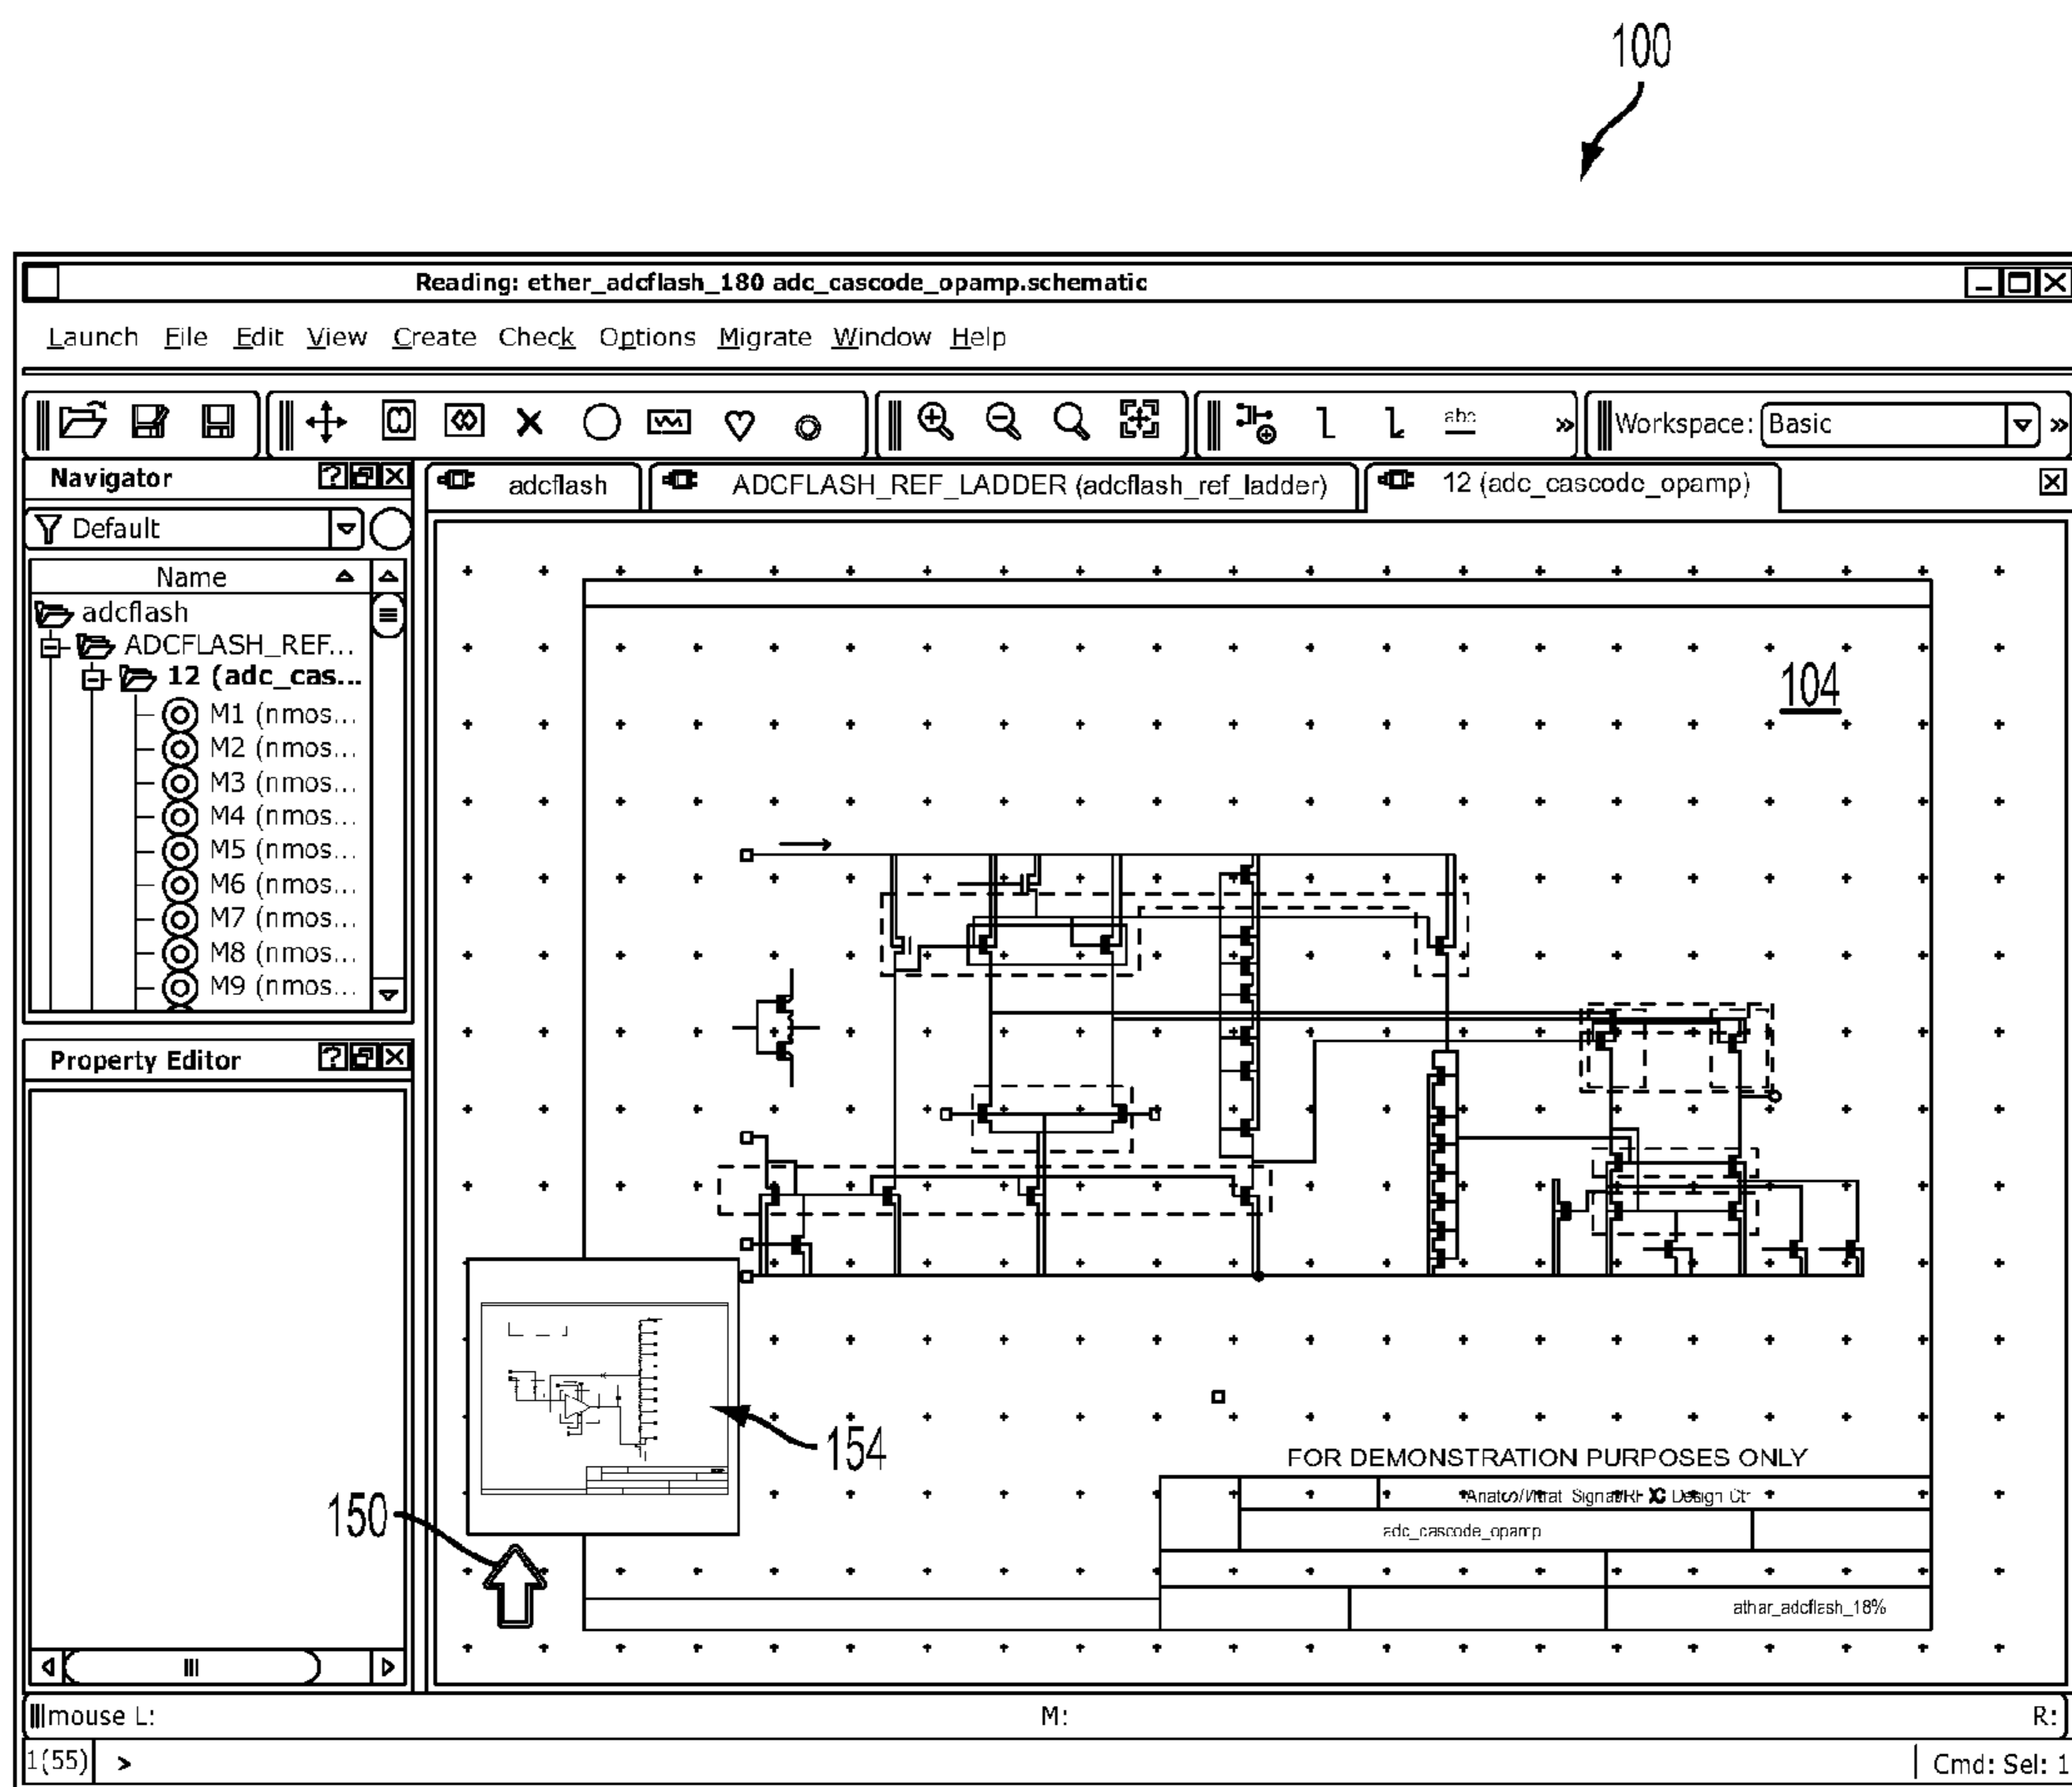 100
Reading: ether_adcflash_180 adc_cascode_opamp.schematic
Launch File Edit View Create Check Options Migrate Window Help
abc » Workspace: Basic »
Navigator
adcflash ADCFLASH_REF_LADDER (adcflash_ref_ladder) 12 (adc_cascode_opamp)
Default
Name
adcflash
ADCFLASH_REF...
12 (adc_cas...
M1 (nmos...
M2 (nmos...
M3 (nmos...
M4 (nmos...
M5 (nmos...
M6 (nmos...
M7 (nmos...
M8 (nmos...
M9 (nmos...
104
Property Editor
154
150
FOR DEMONSTRATION PURPOSES ONLY
Design Ctr
adc_cascode_opamp
athar_adcflash_18%
mouse L: M: R:
1(55) > Cmd: Sel: 1